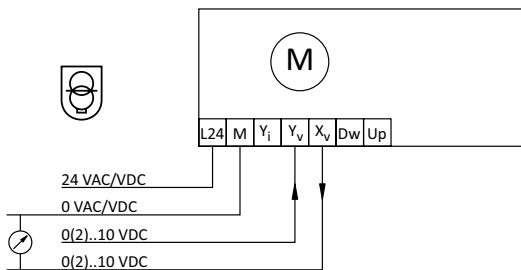 M
L24 M Yi Yv Xv Dw Up
24 VAC/VDC
0 VAC/VDC
0(2)..10 VDC
0(2)..10 VDC